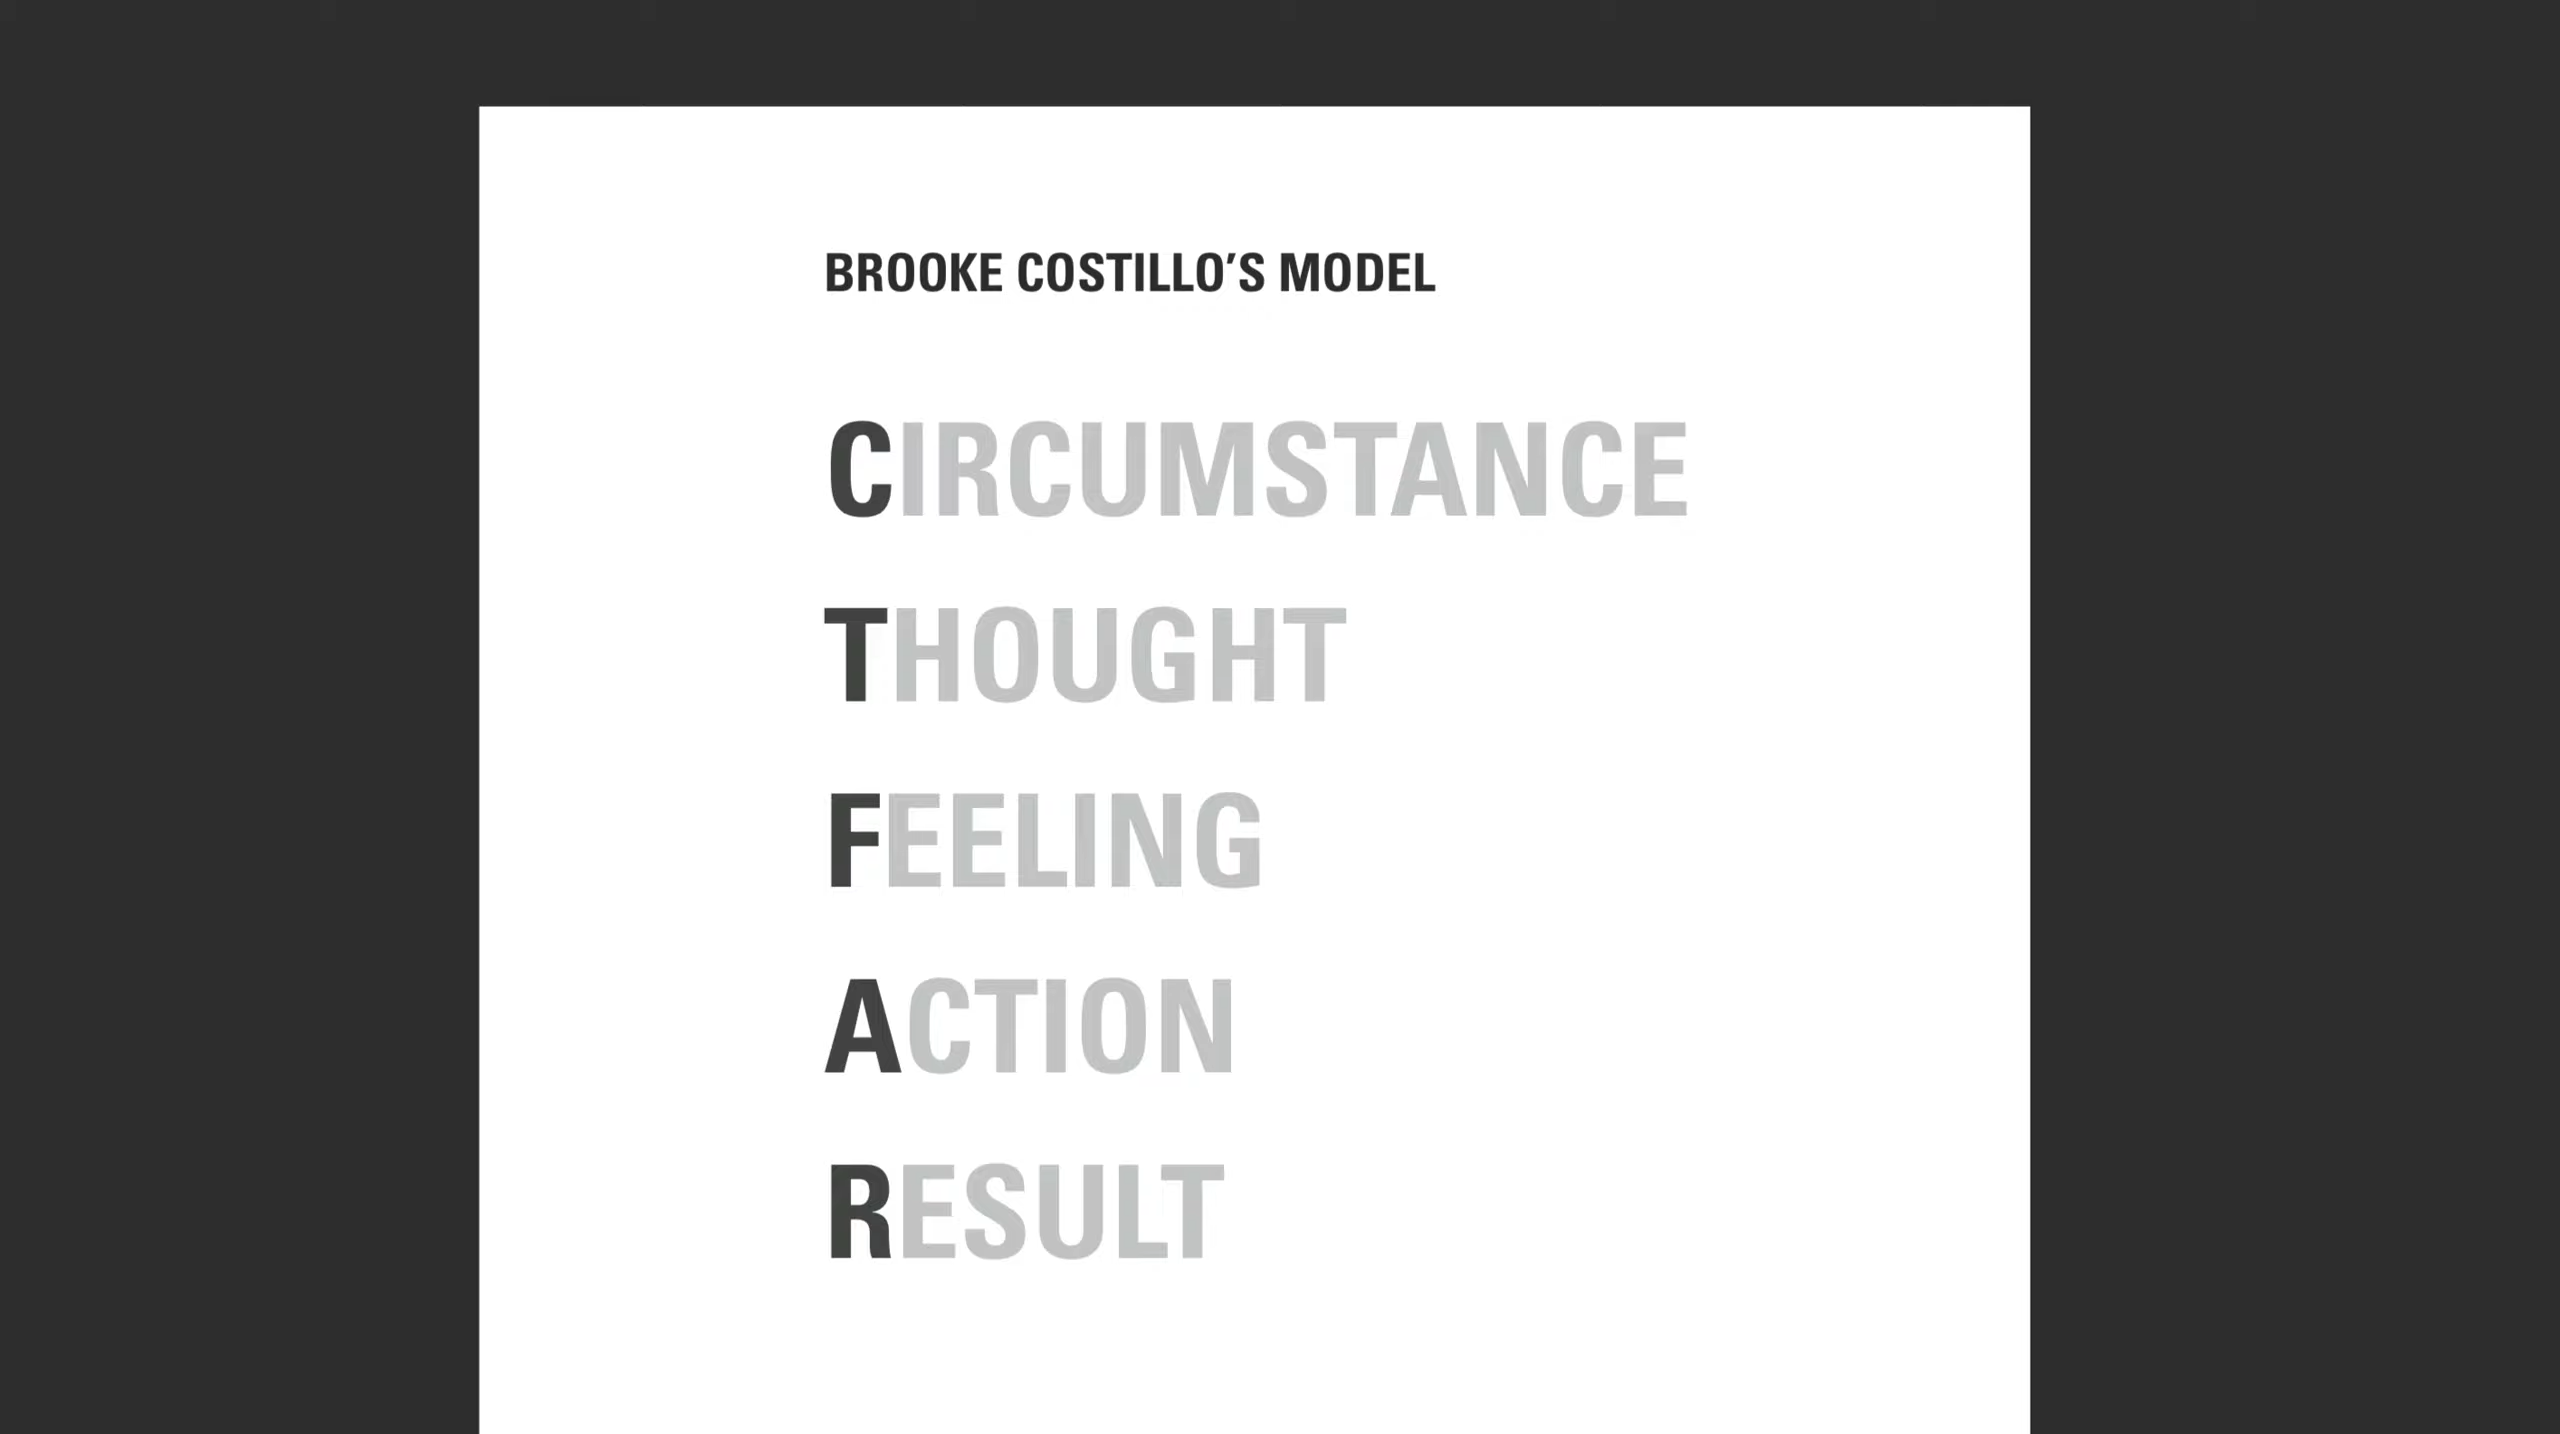 BROOKE COSTILLO’S MODEL
CIRCUMSTANCE
THOUGHT
FEELING
ACTION
RESULT